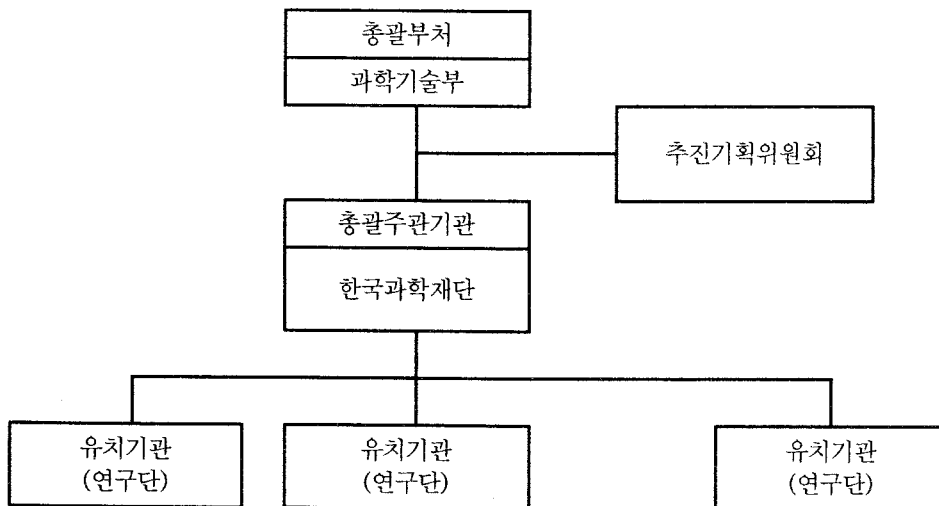 총괄부처
과학기술부
추진기획위원회
총괄주관기관
한국과학재단
유치기관
(연구단)
유치기관
(연구단)
유치기관
(연구단)